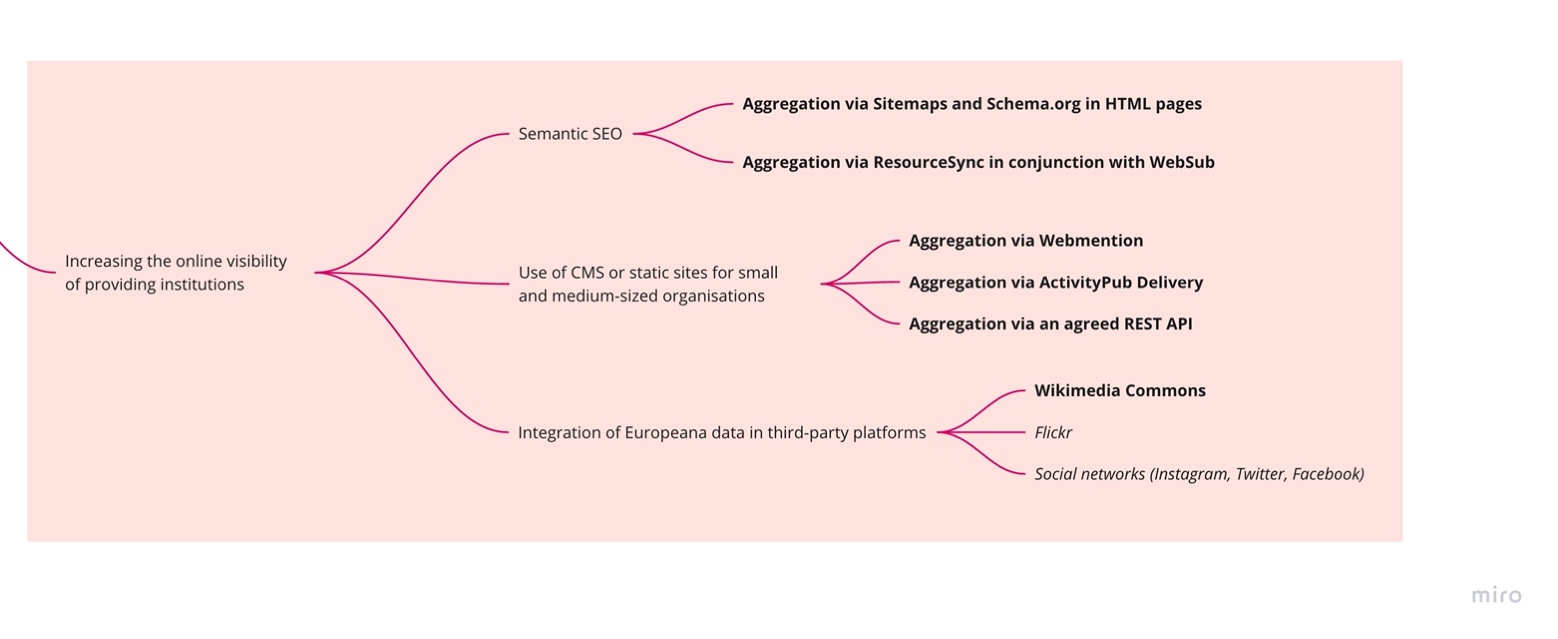 Aggregation via Sitemaps and Schema.org in HTML pages
Semantic SEO
Aggregation via ResourceSync in conjunction with WebSub
Increasing the online visibility
of providing institutions
Use of CMS or static sites for small
and medium-sized organisations
Aggregation via Webmention
Aggregation via ActivityPub Delivery
Aggregation via an agreed REST API
Integration of Europeana data in third-party platforms
Wikimedia Commons
Flickr
Social networks (Instagram, Twitter, Facebook)
miro